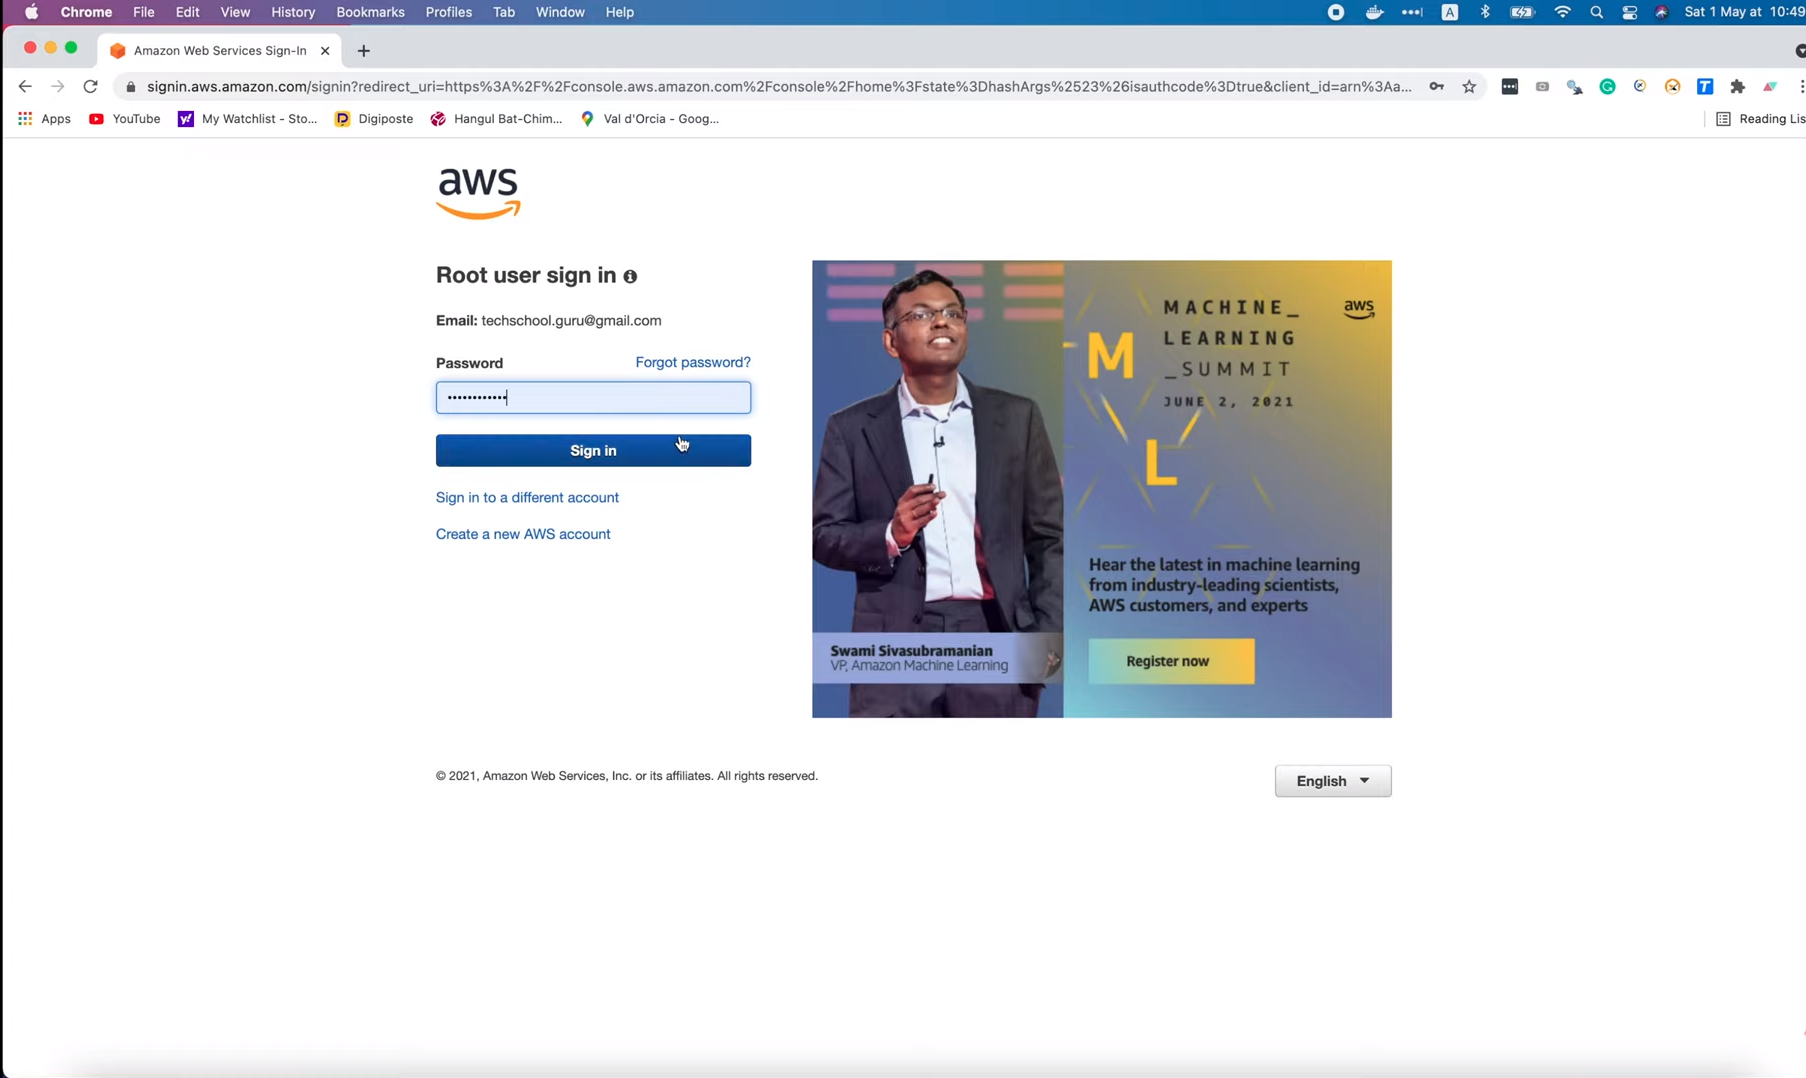 Chrome File Edit View History Bookmarks Profiles Tab Window Help
A
Sat 1 May at 10:49
Amazon Web Services Sign-In
signin.aws.amazon.com/signin?redirect_uri=https%3A%2F%2Fconsole.aws.amazon.com%2Fconsole%2Fhome%3Fstate%3DhashArgs%2523%26isauthcode%3Dtrue&client_id=arn%3Aa...
Apps YouTube My Watchlist - Sto... Digiposte Hangul Bat-Chim... Val d'Orcia - Goog...
Reading Lis
aws
Root user sign in
Email: techschool.guru@gmail.com
Password Forgot password?
••••••••••••
Sign in
Sign in to a different account
Create a new AWS account
MACHINE_
LEARNING
_SUMMIT
JUNE 2, 2021
aws
M
L
Hear the latest in machine learning
from industry-leading scientists,
AWS customers, and experts
Swami Sivasubramanian
VP, Amazon Machine Learning
Register now
© 2021, Amazon Web Services, Inc. or its affiliates. All rights reserved.
English